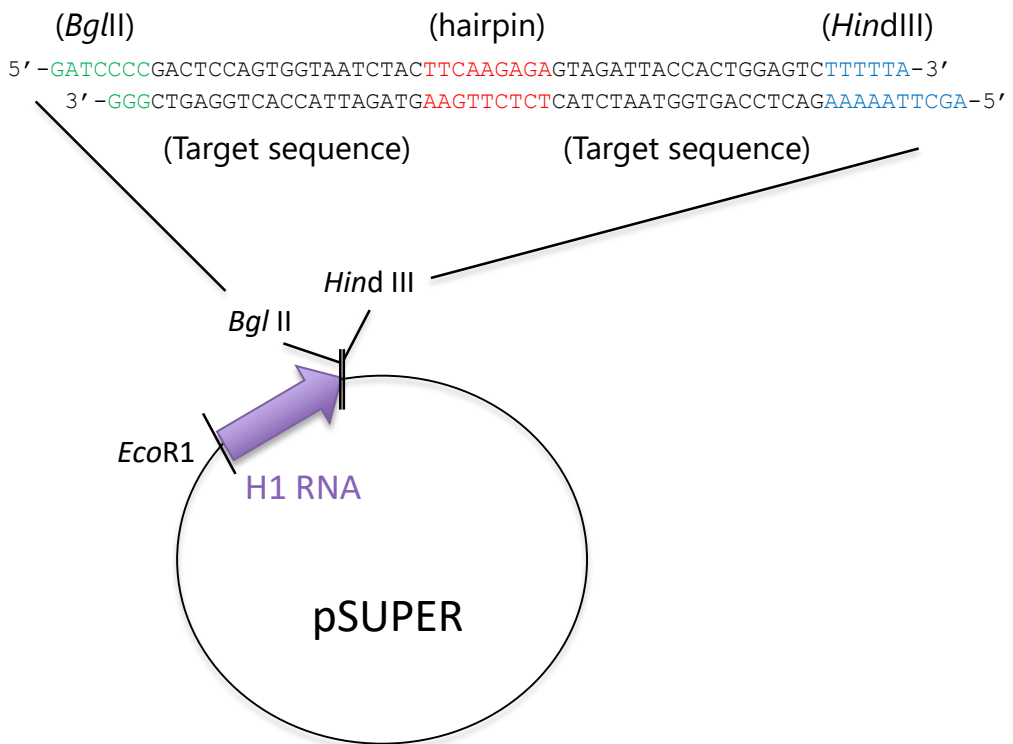 (BglII) (hairpin) (HindIII)
5’-GATCCCCGACTCCAGTGGTAATCTACTTCAAGAGAGTAGATTACCACTGGAGTCTTTTTA-3’
3’-GGGCTGAGGTCACCATTAGATGAAGTTCTCTCATCTAATGGTGACCTCAGAAAAATTCGA-5’
(Target sequence) (Target sequence)
Hind III
Bgl II
EcoR1
H1 RNA
pSUPER